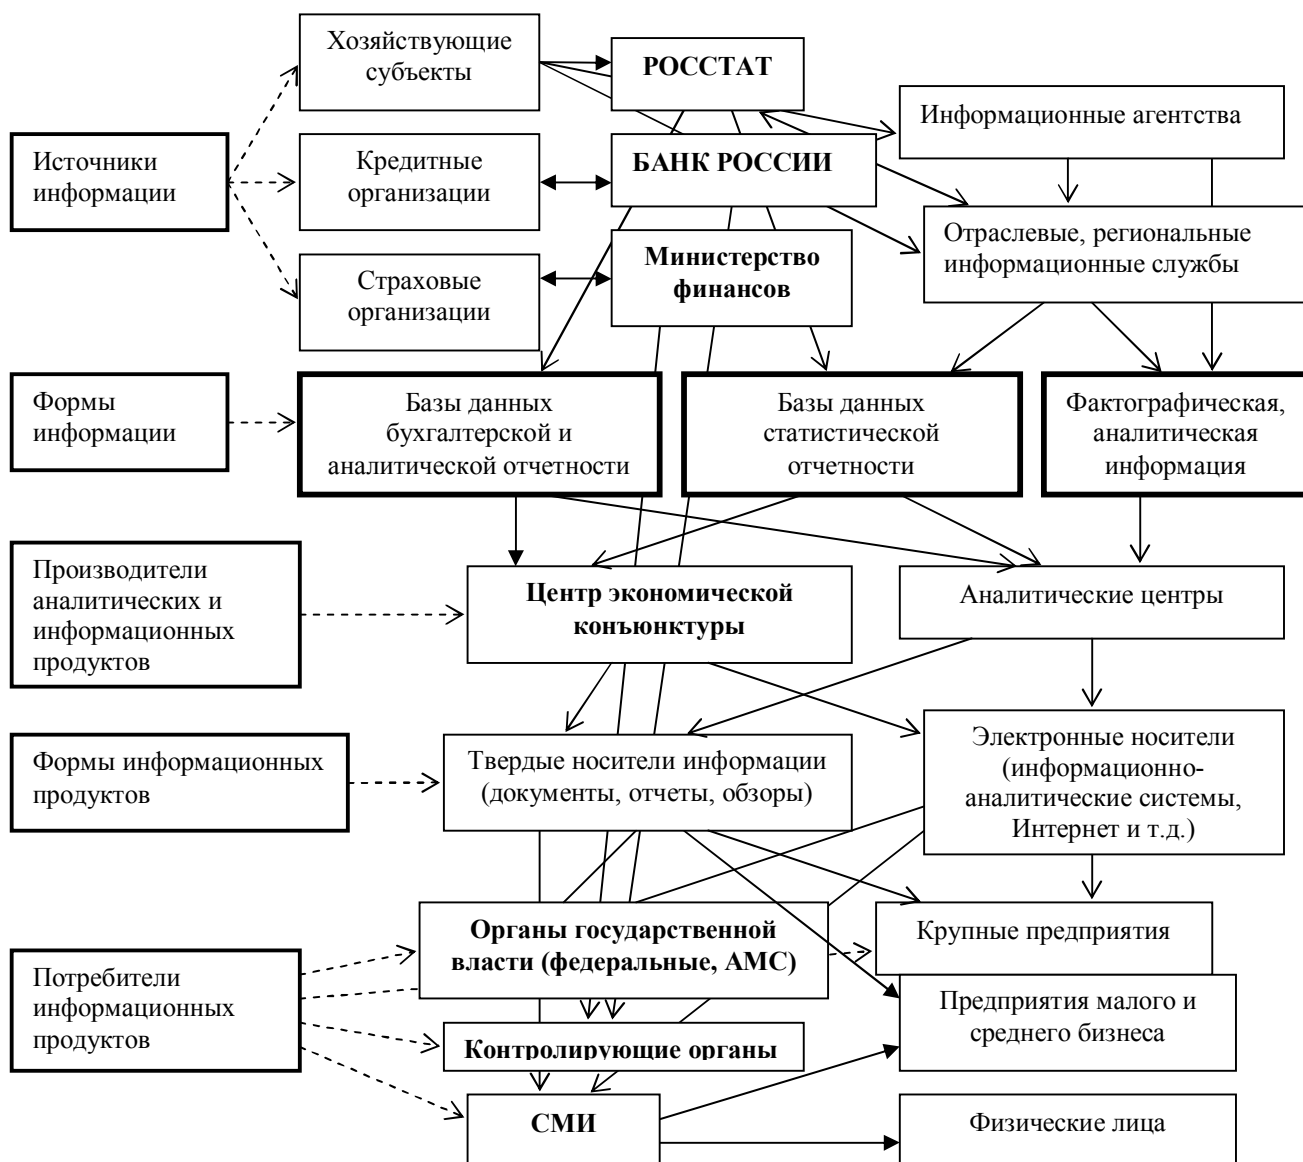 Хозяйствующие
субъекты
РОССТАТ
Информационные агентства
Источники
информации
Кредитные
организации
БАНК РОССИИ
Отраслевые, региональные
информационные службы
Страховые
организации
Министерство
финансов
Формы
информации
Базы данных
бухгалтерской и
аналитической отчетности
Базы данных
статистической
отчетности
Фактографическая,
аналитическая
информация
Производители
аналитических и
информационных
продуктов
Центр экономической
конъюнктуры
Аналитические центры
Формы информационных
продуктов
Твердые носители информации
(документы, отчеты, обзоры)
Электронные носители
(информационно-
аналитические системы,
Интернет и т.д.)
Потребители
информационных
продуктов
Органы государственной
власти (федеральные, АМС)
Крупные предприятия
Предприятия малого и
среднего бизнеса
Контролирующие органы
СМИ
Физические лица